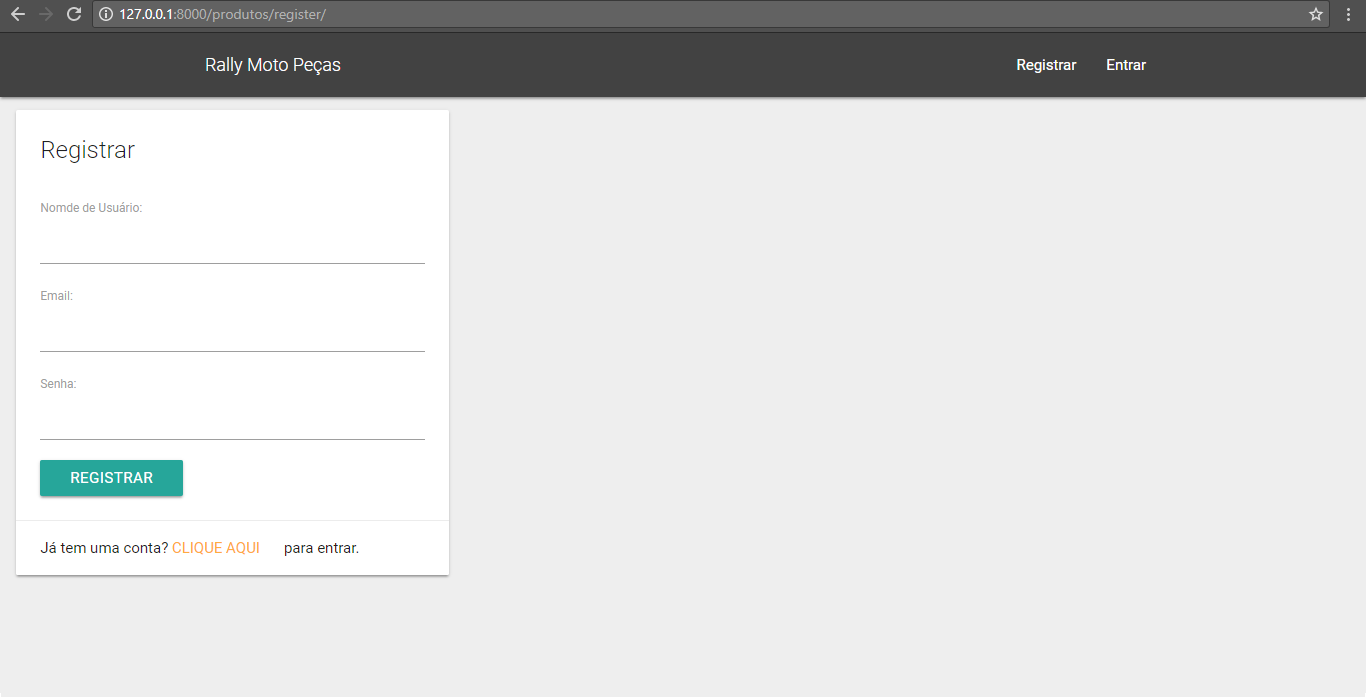 127.0.0.1:8000/produtos/register/
Rally Moto Peças Registrar Entrar
Registrar
Nomde de Usuário:
Email:
Senha:
REGISTRAR
Já tem uma conta? CLIQUE AQUI para entrar.